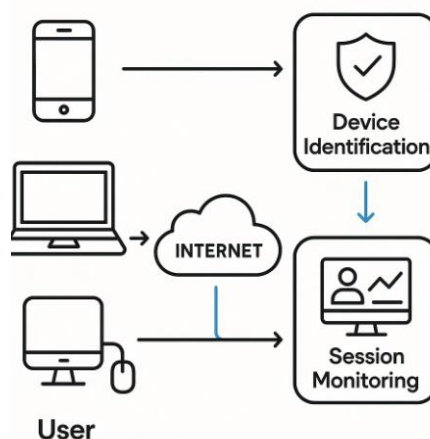 Device
Identification
INTERNET
Session
Monitoring
User